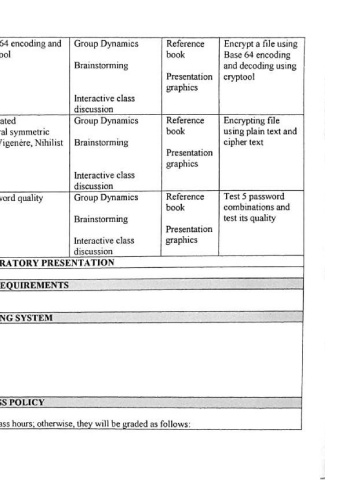 64 encoding and
ool
Group Dynamics
Brainstorming
Interactive class
discussion
Reference
book
Presentation
graphics
Encrypt a file using
Base 64 encoding
and decoding using
cryptool
ated
al symmetric
Vigenére, Nihilist
Group Dynamics
Brainstorming
Interactive class
discussion
Reference
book
Presentation
graphics
Encrypting file
using plain text and
cipher text
word quality
Group Dynamics
Brainstorming
Interactive class
discussion
Reference
book
Presentation
graphics
Test 5 password
combinations and
test its quality
RATORY PRESENTATION
EQUIREMENTS
NG SYSTEM
SS POLICY
ass hours; otherwise, they will be graded as follows: